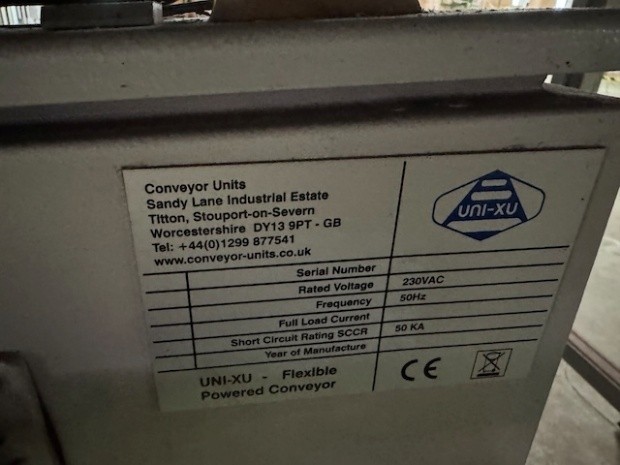 Conveyor Units
Sandy Lane Industrial Estate
Titton, Stouport-on-Severn
Worcestershire DY13 9PT - GB
Tel: +44(0)1299 877541
www.conveyor-units.co.uk
UNI-XU
Serial Number
Rated Voltage 230VAC
Frequency 50Hz
Full Load Current
Short Circuit Rating SCCR 50 KA
Year of Manufacture
UNI-XU - Flexible
Powered Conveyor
CE